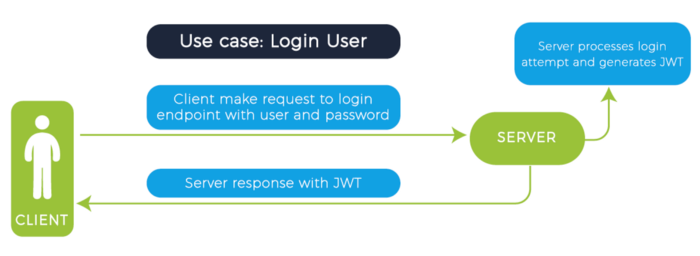 Use case: Login User
Server processes login
attempt and generates JWT
Client make request to login
endpoint with user and password
SERVER
Server response with JWT
CLIENT